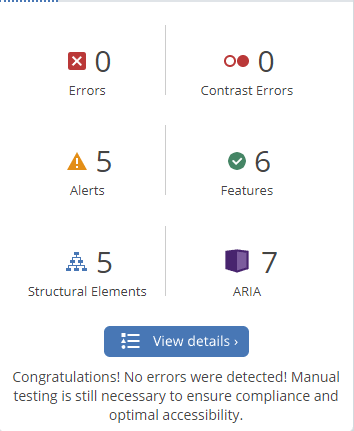 0
Errors
0
Contrast Errors
5
Alerts
6
Features
5
Structural Elements
7
ARIA
View details ›
Congratulations! No errors were detected! Manual
testing is still necessary to ensure compliance and
optimal accessibility.